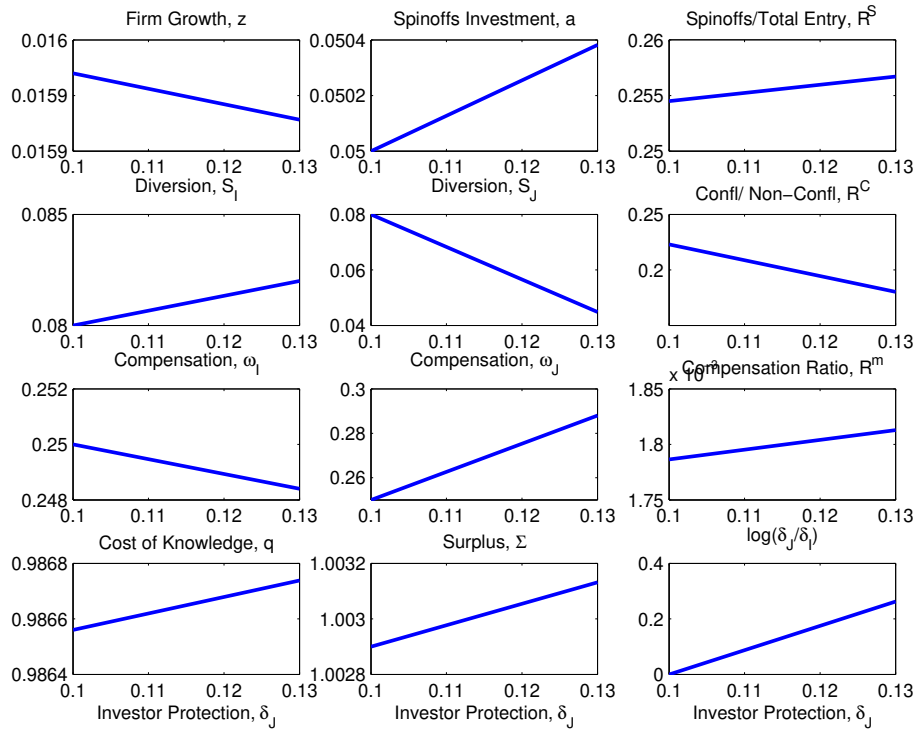 Firm Growth, z
Spinoffs Investment, a
Spinoffs/Total Entry, R^S
0.016
0.0159
0.0159
0.1 0.11 0.12 0.13
0.0504
0.0502
0.05
0.1 0.11 0.12 0.13
0.26
0.255
0.25
0.1 0.11 0.12 0.13
Diversion, S_I
Diversion, S_J
Confl/ Non−Confl, R^C
0.085
0.08
0.1 0.11 0.12 0.13
0.08
0.06
0.04
0.1 0.11 0.12 0.13
0.25
0.2
0.1 0.11 0.12 0.13
Compensation, ω_I
Compensation, ω_J
Compensation Ratio, R^m
0.252
0.25
0.248
0.1 0.11 0.12 0.13
0.3
0.28
0.26
0.1 0.11 0.12 0.13
x 10^−3
1.85
1.8
1.75
0.1 0.11 0.12 0.13
Cost of Knowledge, q
Surplus, Σ
log(δ_J/δ_I)
0.9868
0.9866
0.9864
0.1 0.11 0.12 0.13
1.0032
1.003
1.0028
0.1 0.11 0.12 0.13
0.4
0.2
0
0.1 0.11 0.12 0.13
Investor Protection, δ_J
Investor Protection, δ_J
Investor Protection, δ_J